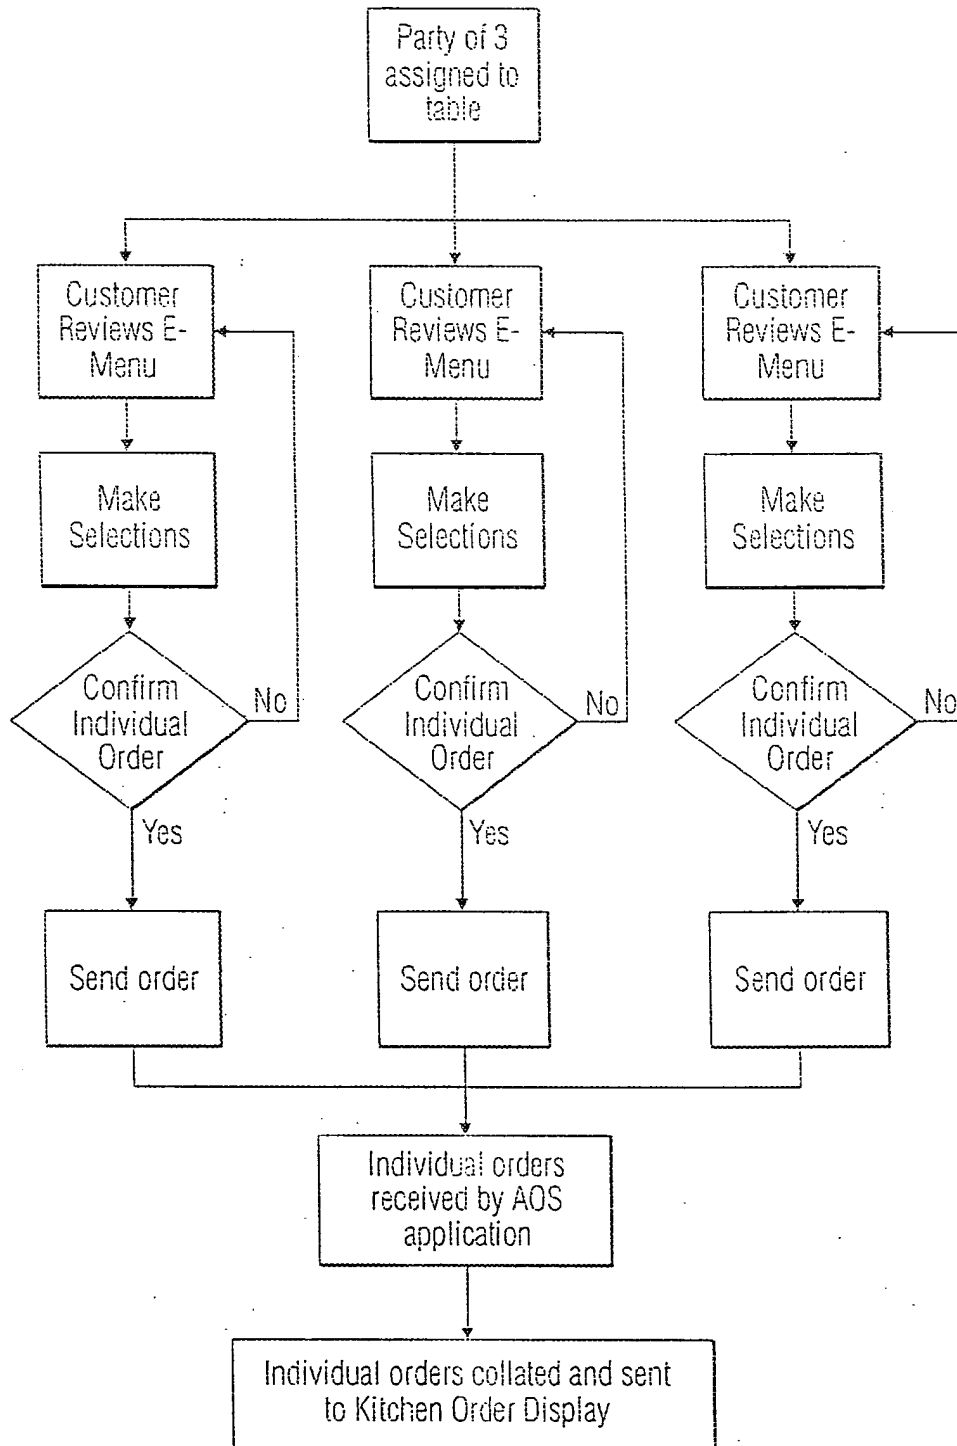 Party of 3
assigned to
table
Customer
Reviews E-
Menu
Customer
Reviews E-
Menu
Customer
Reviews E-
Menu
Make
Selections
Make
Selections
Make
Selections
Confirm
Individual
Order
No
Confirm
Individual
Order
No
Confirm
Individual
Order
No
Yes
Yes
Yes
Send order
Send order
Send order
Individual orders
received by AOS
application
Individual orders collated and sent
to Kitchen Order Display